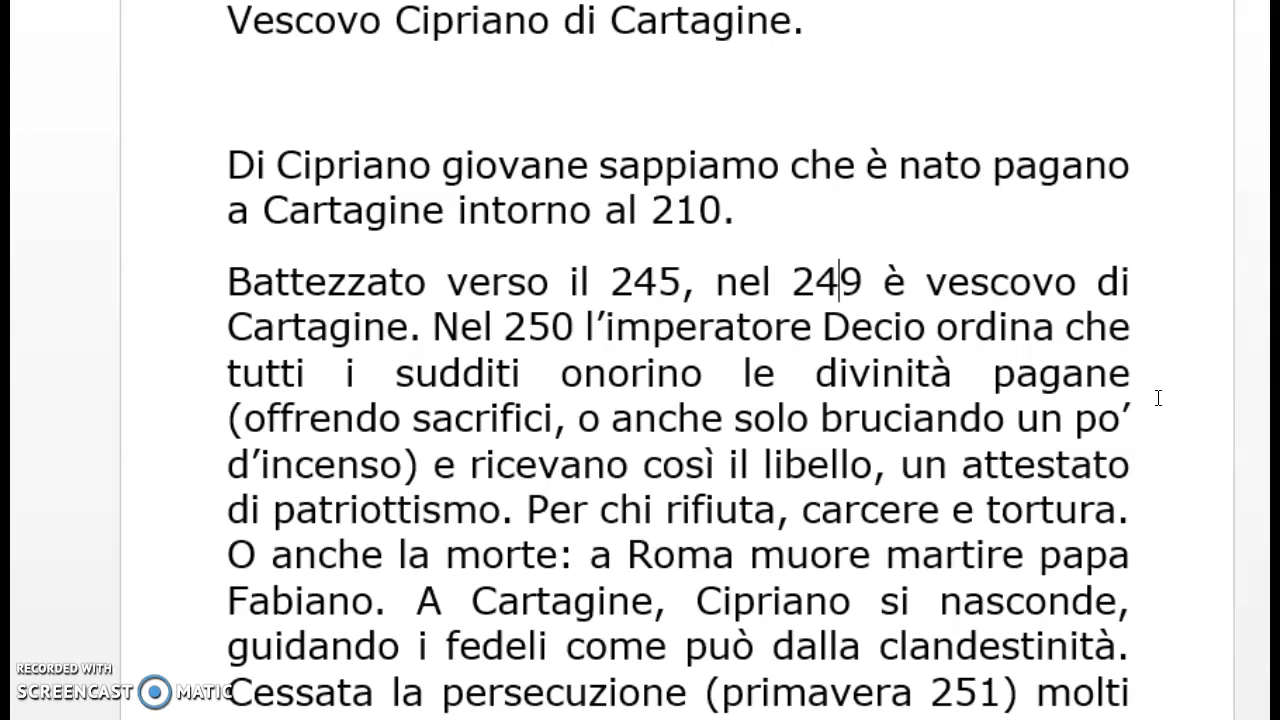 Vescovo Cipriano di Cartagine.
Di Cipriano giovane sappiamo che è nato pagano
a Cartagine intorno al 210.
Battezzato verso il 245, nel 249 è vescovo di
Cartagine. Nel 250 l’imperatore Decio ordina che
tutti i sudditi onorino le divinità pagane
(offrendo sacrifici, o anche solo bruciando un po’
d’incenso) e ricevano così il libello, un attestato
di patriottismo. Per chi rifiuta, carcere e tortura.
O anche la morte: a Roma muore martire papa
Fabiano. A Cartagine, Cipriano si nasconde,
guidando i fedeli come può dalla clandestinità.
Cessata la persecuzione (primavera 251) molti
RECORDED WITH
SCREENCAST MATIC